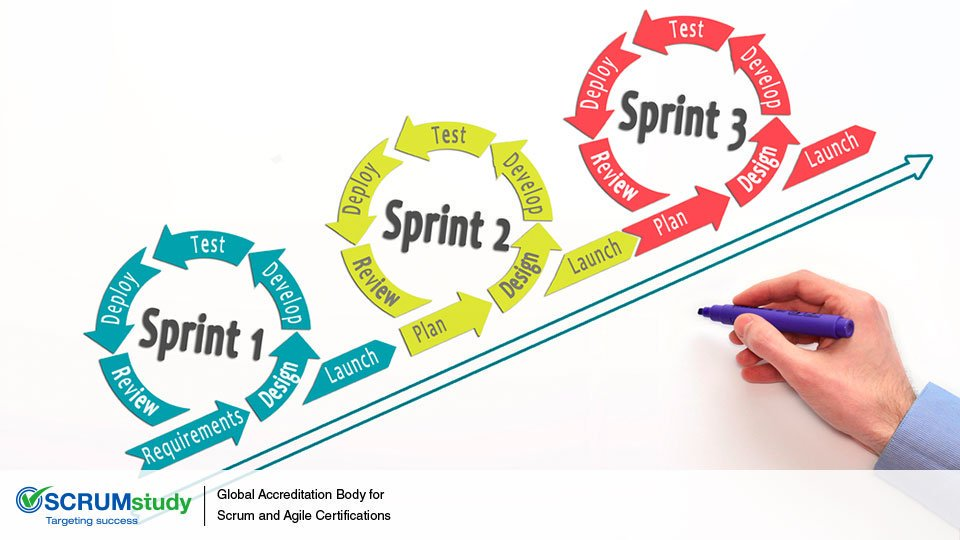 Sprint 1
Requirements
Design
Develop
Test
Deploy
Review
Launch
Sprint 2
Plan
Design
Develop
Test
Deploy
Review
Launch
Sprint 3
Plan
Design
Develop
Test
Deploy
Review
Launch
SCRUMstudy
Targeting success
Global Accreditation Body for
Scrum and Agile Certifications